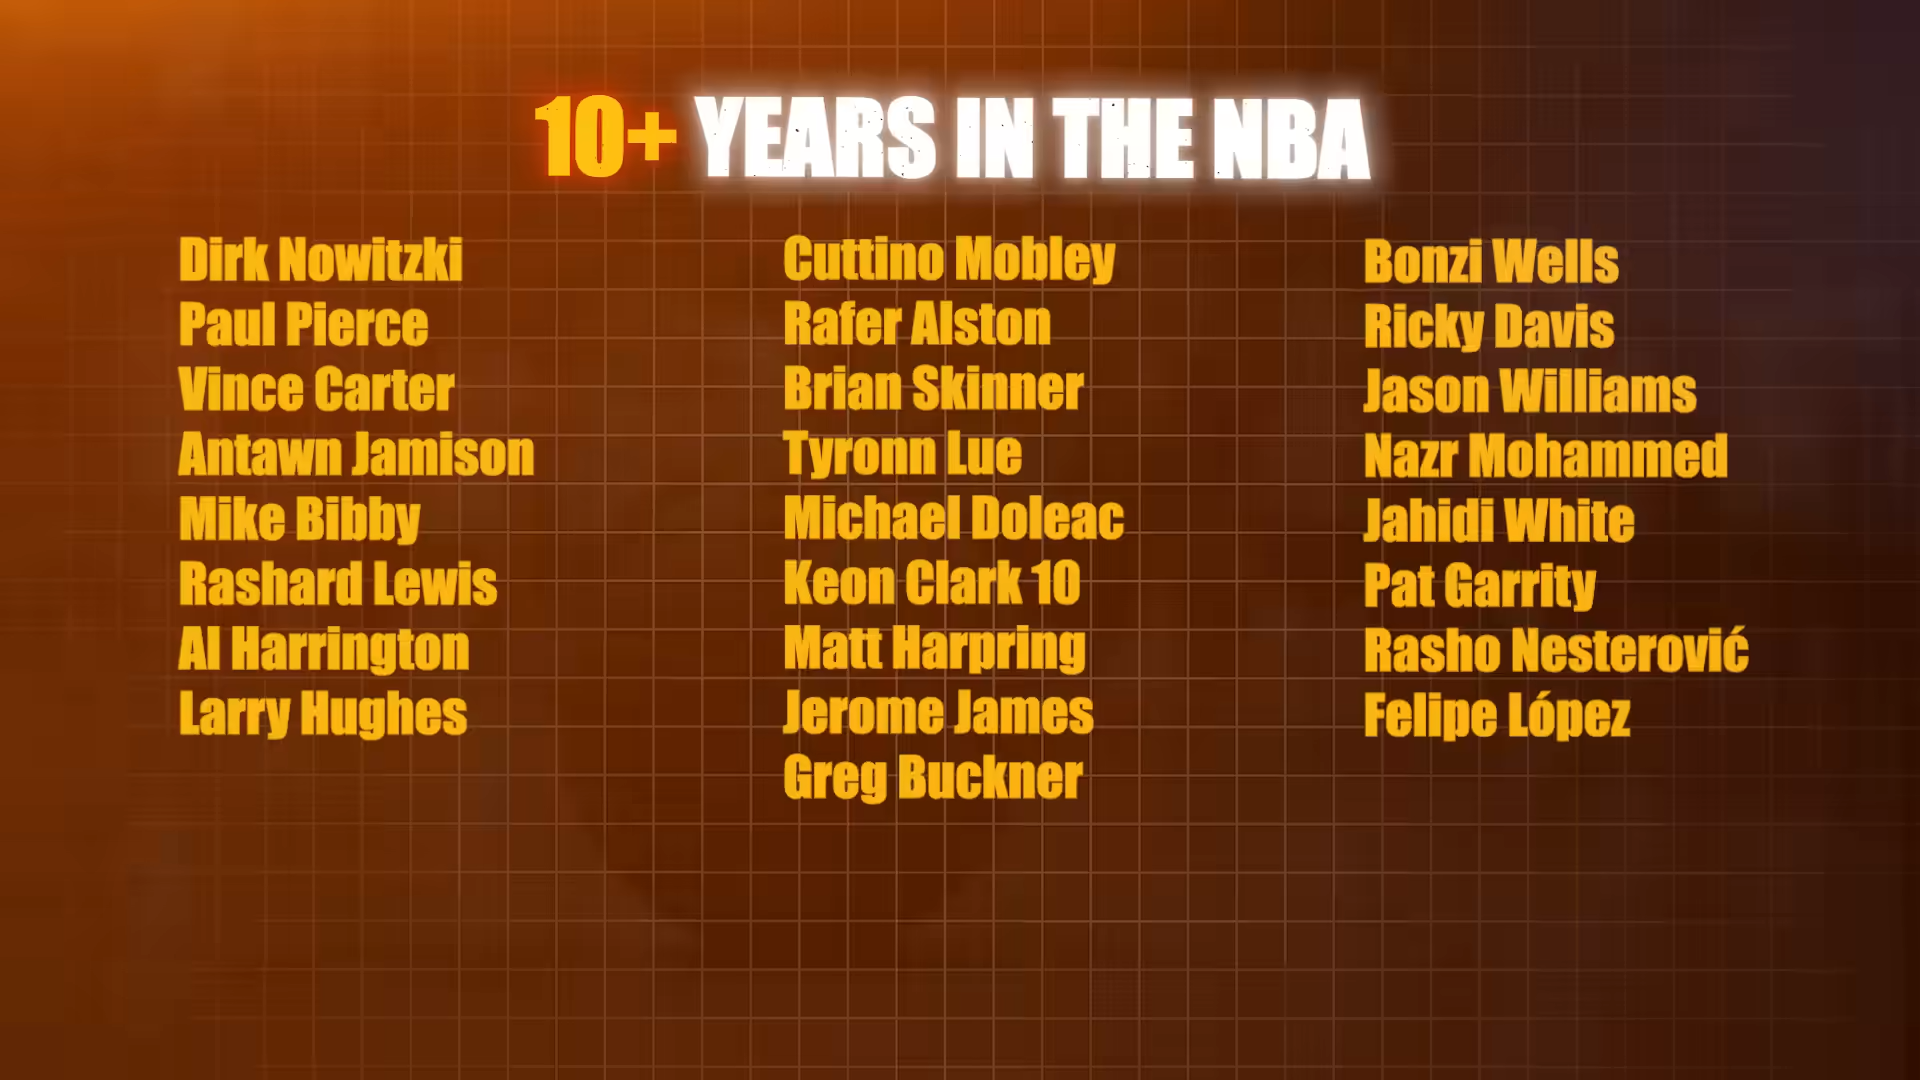 10+ YEARS IN THE NBA
Dirk Nowitzki
Paul Pierce
Vince Carter
Antawn Jamison
Mike Bibby
Rashard Lewis
Al Harrington
Larry Hughes
Cuttino Mobley
Rafer Alston
Brian Skinner
Tyronn Lue
Michael Doleac
Keon Clark 10
Matt Harpring
Jerome James
Greg Buckner
Bonzi Wells
Ricky Davis
Jason Williams
Nazr Mohammed
Jahidi White
Pat Garrity
Rasho Nesterović
Felipe López